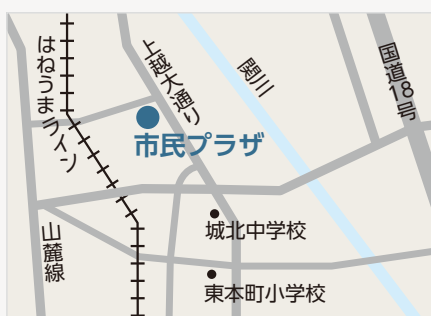 はねうまライン
上越大通り
関川
国道18号
市民プラザ
山麓線
城北中学校
東本町小学校